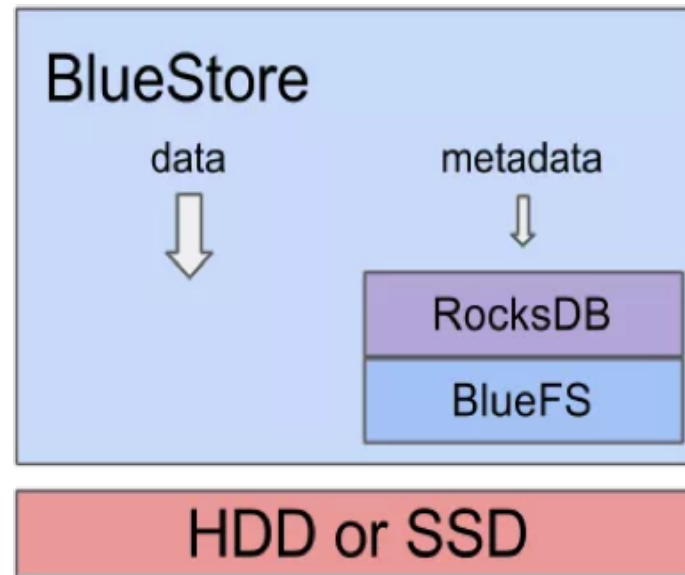 BlueStore
data
metadata
RocksDB
BlueFS
HDD or SSD